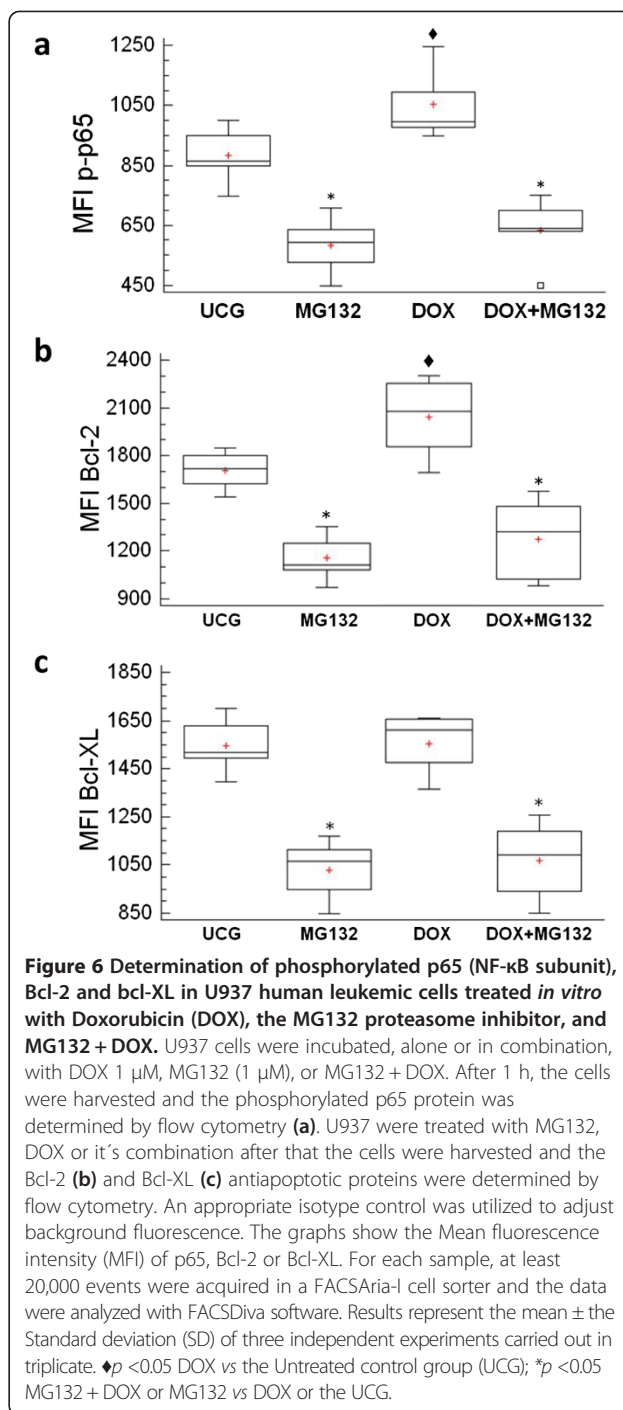 a
1250
1050
850
650
450
MFI p-p65
♦
*
*
UCG MG132 DOX DOX+MG132
b
2400
2100
1800
1500
1200
900
MFI Bcl-2
♦
*
*
UCG MG132 DOX DOX+MG132
c
1850
1650
1450
1250
1050
850
MFI Bcl-XL
*
*
UCG MG132 DOX DOX+MG132
Figure 6 Determination of phosphorylated p65 (NF-κB subunit),
Bcl-2 and bcl-XL in U937 human leukemic cells treated in vitro
with Doxorubicin (DOX), the MG132 proteasome inhibitor, and
MG132 + DOX. U937 cells were incubated, alone or in combination,
with DOX 1 μM, MG132 (1 μM), or MG132 + DOX. After 1 h, the cells
were harvested and the phosphorylated p65 protein was
determined by flow cytometry (a). U937 were treated with MG132,
DOX or it´s combination after that the cells were harvested and the
Bcl-2 (b) and Bcl-XL (c) antiapoptotic proteins were determined by
flow cytometry. An appropriate isotype control was utilized to adjust
background fluorescence. The graphs show the Mean fluorescence
intensity (MFI) of p65, Bcl-2 or Bcl-XL. For each sample, at least
20,000 events were acquired in a FACSAria-I cell sorter and the data
were analyzed with FACSDiva software. Results represent the mean ± the
Standard deviation (SD) of three independent experiments carried out in
triplicate. ♦p <0.05 DOX vs the Untreated control group (UCG); *p <0.05
MG132 + DOX or MG132 vs DOX or the UCG.